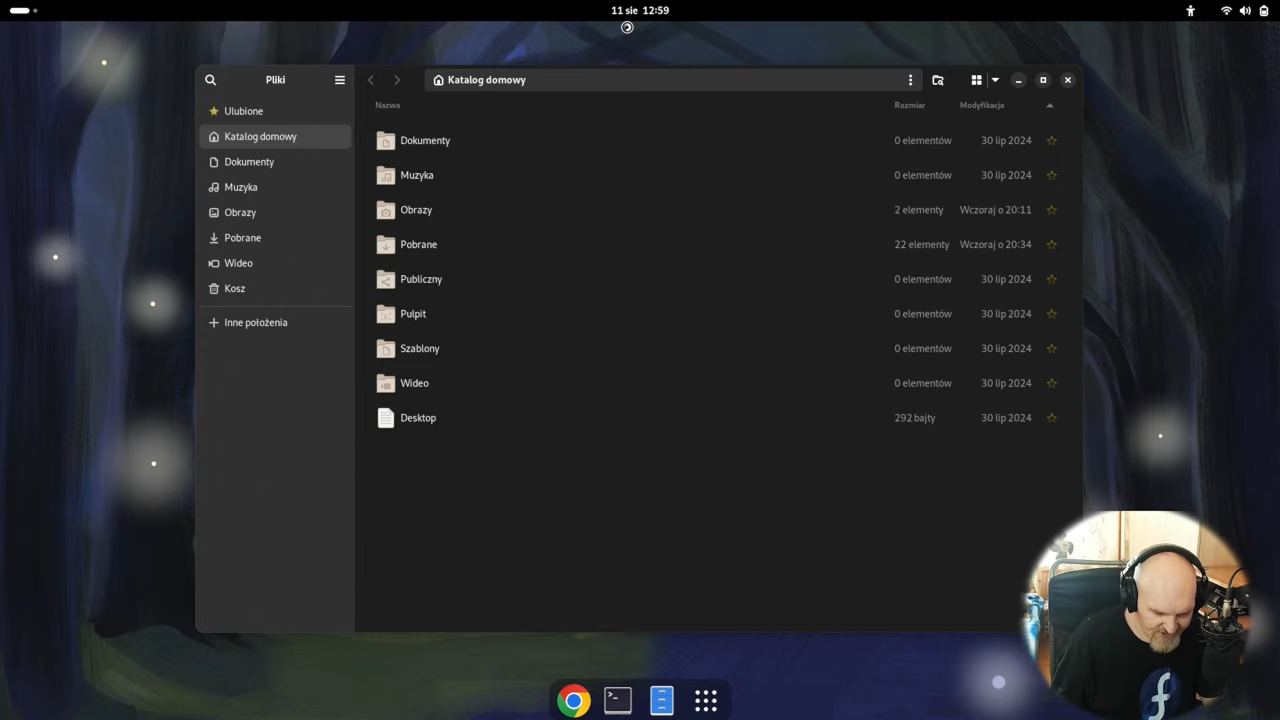 11 sie 12:59
Pliki
Katalog domowy
Ulubione
Katalog domowy
Dokumenty
Muzyka
Obrazy
Pobrane
Wideo
Kosz
Inne położenia
Nazwa Rozmiar Modyfikacja
Dokumenty 0 elementów 30 lip 2024
Muzyka 0 elementów 30 lip 2024
Obrazy 2 elementy Wczoraj o 20:11
Pobrane 22 elementy Wczoraj o 20:34
Publiczny 0 elementów 30 lip 2024
Pulpit 0 elementów 30 lip 2024
Szablony 0 elementów 30 lip 2024
Wideo 0 elementów 30 lip 2024
Desktop 292 bajty 30 lip 2024